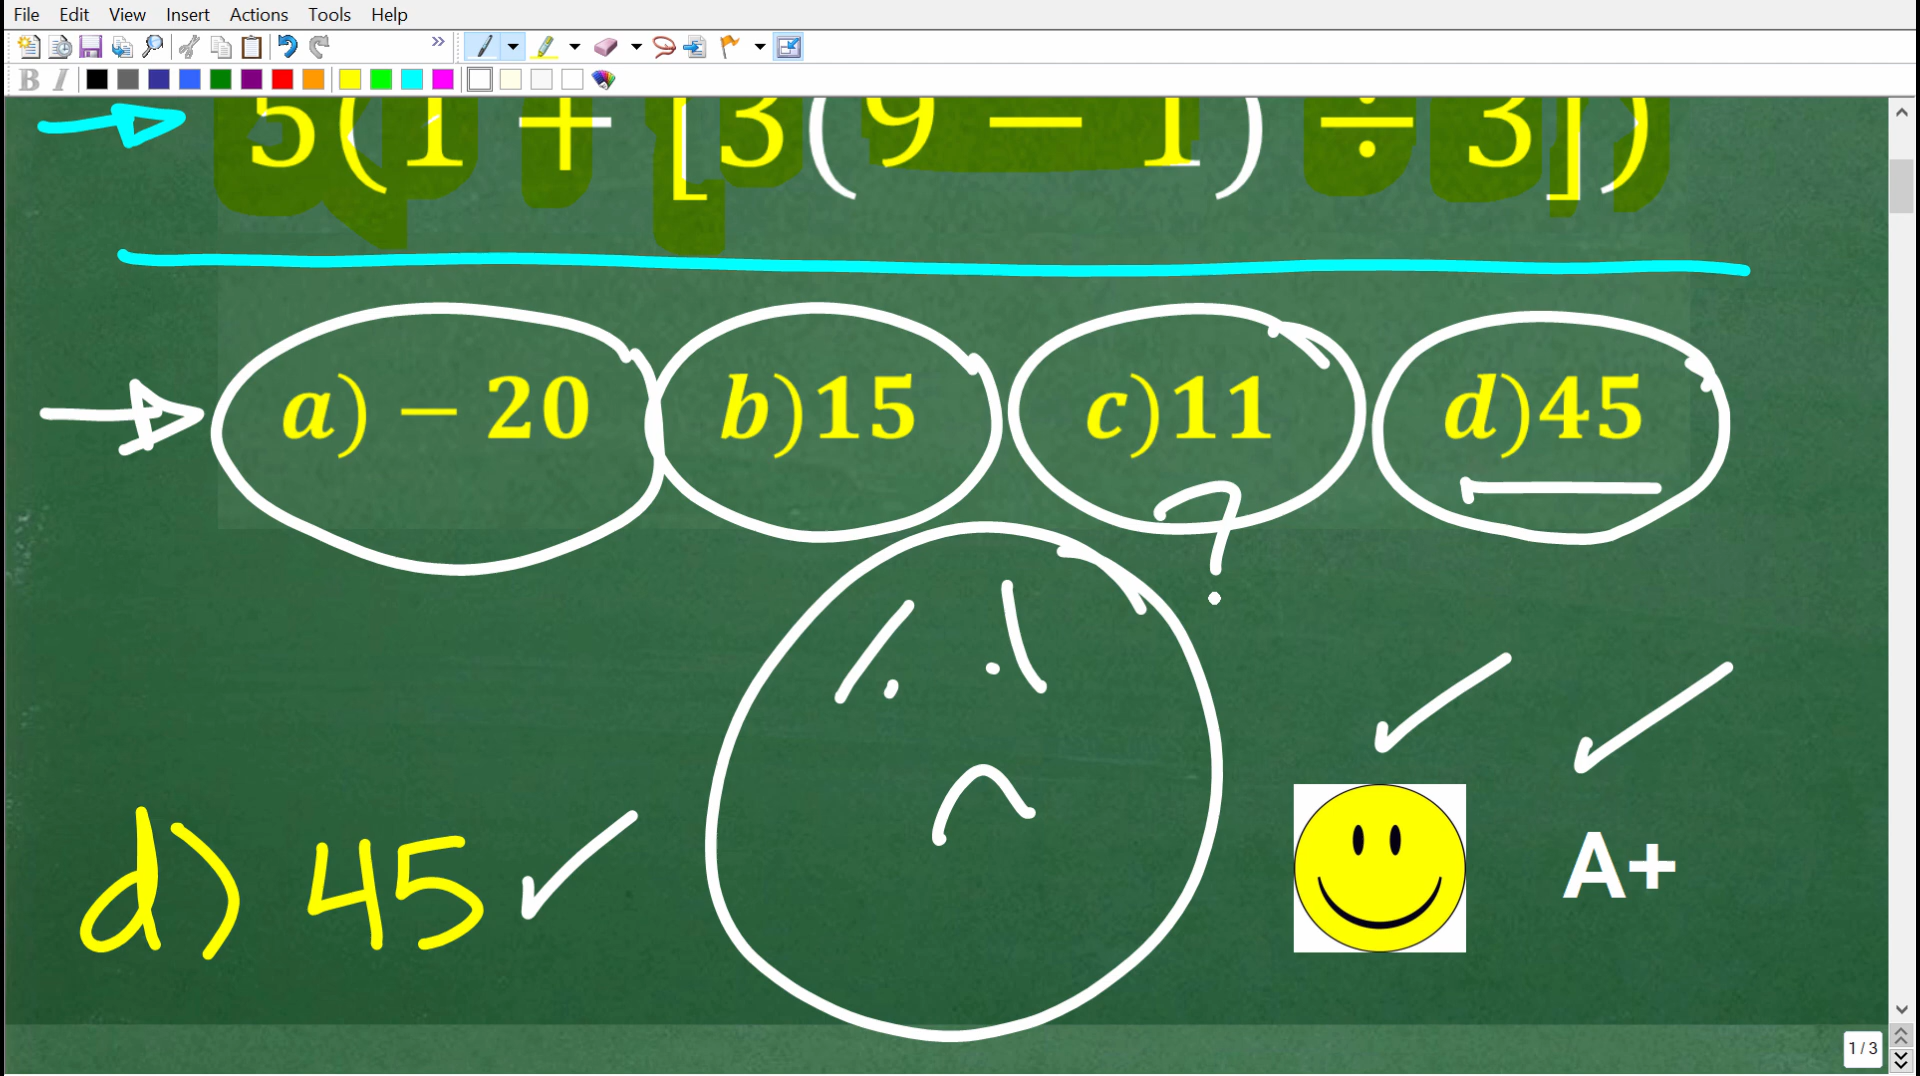 File Edit View Insert Actions Tools Help
B I
5(1 + [3(9 − 1) ÷ 3])
a) − 20 b)15 c)11 d)45
?
d) 45
A+
1 / 3